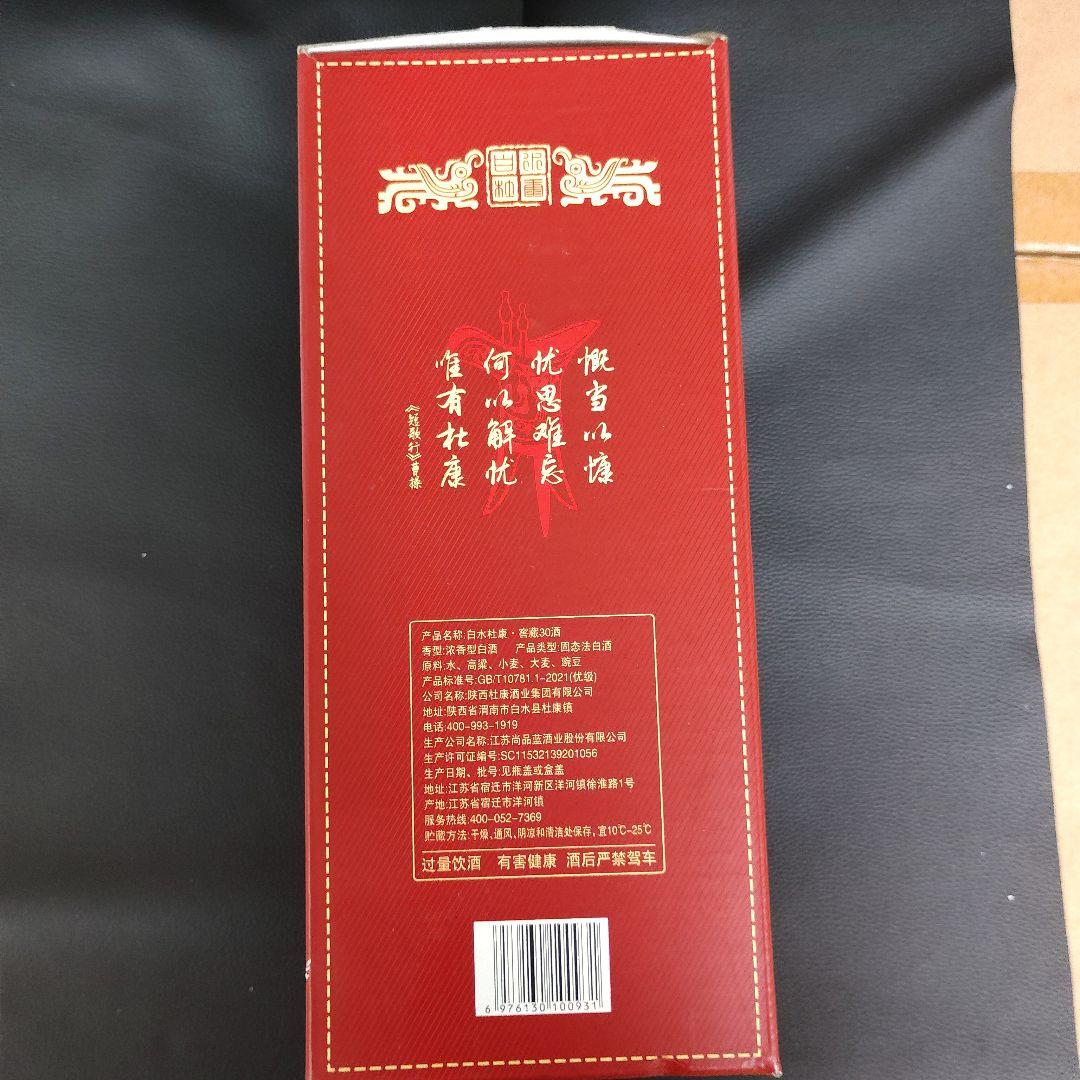 白水杜康
慨当以慷
忧思难忘
何以解忧
唯有杜康
《短歌行》曹操
产品名称:白水杜康·窖藏30酒
香型:浓香型白酒 产品类型:固态法白酒
原料:水、高粱、小麦、大麦、豌豆
产品标准号:GB/T10781.1-2021(优级)
公司名称:陕西杜康酒业集团有限公司
地址:陕西省渭南市白水县杜康镇
电话:400-993-1919
生产公司名称:江苏尚品蓝酒业股份有限公司
生产许可证编号:SC11532139201056
生产日期、批号:见瓶盖或盒盖
地址:江苏省宿迁市洋河新区洋河镇徐淮路1号
产地:江苏省宿迁市洋河镇
服务热线:400-052-7369
贮藏方法:干燥、通风、阴凉和清洁处保存,宜10℃-25℃
过量饮酒 有害健康 酒后严禁驾车
6 976130 100931